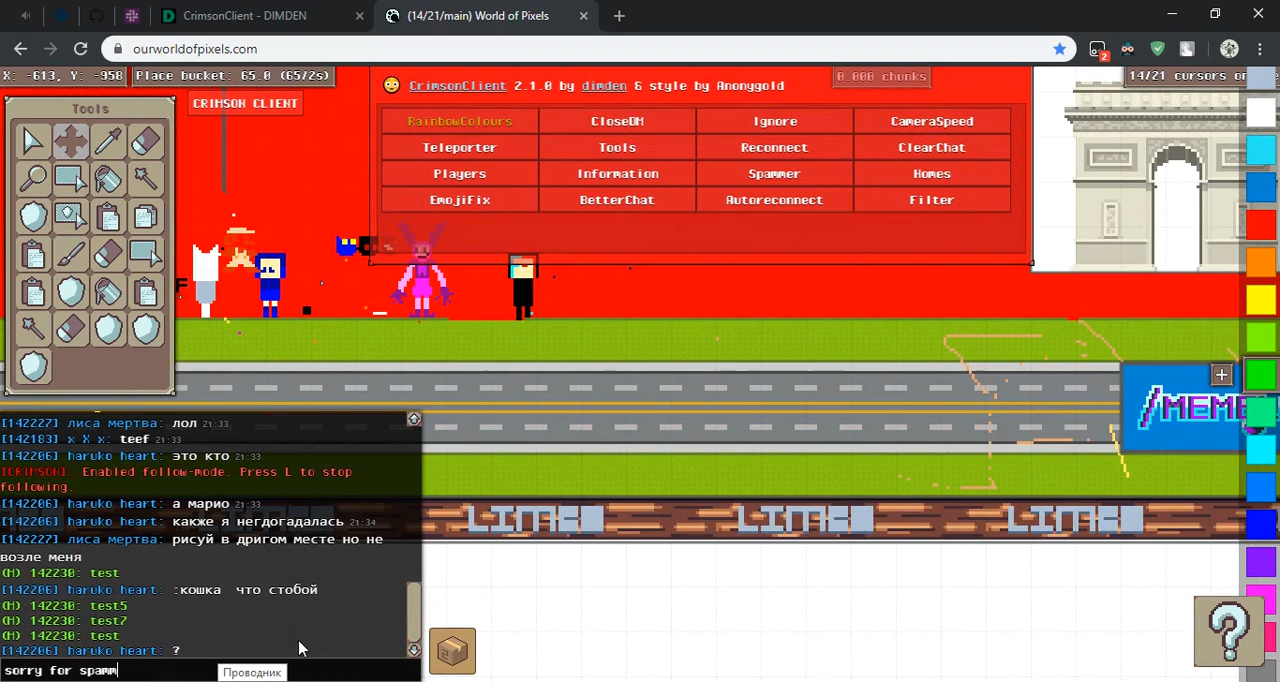 CrimsonClient - DIMDEN
(14/21/main) World of Pixels
ourworldofpixels.com
2
X: -613, Y: -958
Place bucket: 65.0 (65/2s)
CrimsonClient 2.1.0 by dimden & style by Anonygold
0 000 chunks
14/21 cursors on
Tools
CRIMSON CLIENT
RainbowColours CloseDM Ignore CameraSpeed
Teleporter Tools Reconnect ClearChat
Players Information Spammer Homes
EmojiFix BetterChat Autoreconnect Filter
/MEME
LIMEO LIMEO LIMEO
[142227] лиса мертва: лол 21:33
[142183] x X x: teef 21:33
[142206] haruko heart: это кто 21:33
[CRIMSON]. Enabled follow-mode. Press L to stop
following.
[142206] haruko heart: а марио 21:33
[142206] haruko heart: какже я негдогадалась 21:34
[142227] лиса мертва: рисуй в дригом месте но не
возле меня
(M) 142230: test
[142206] haruko heart: :кошка что стобой
(M) 142230: test5
(M) 142230: test7
(M) 142230: test
[142206] haruko heart: ?
sorry for spamm
Проводник